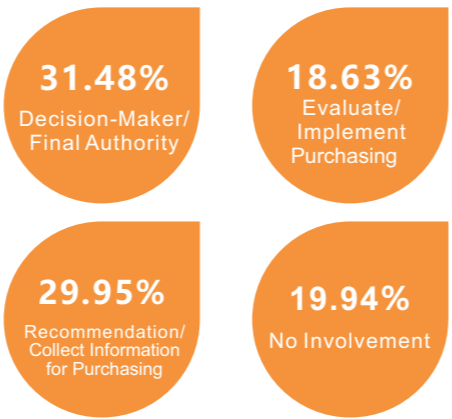 31.48%
Decision-Maker/
Final Authority
18.63%
Evaluate/
Implement
Purchasing
29.95%
Recommendation/
Collect Information
for Purchasing
19.94%
No Involvement